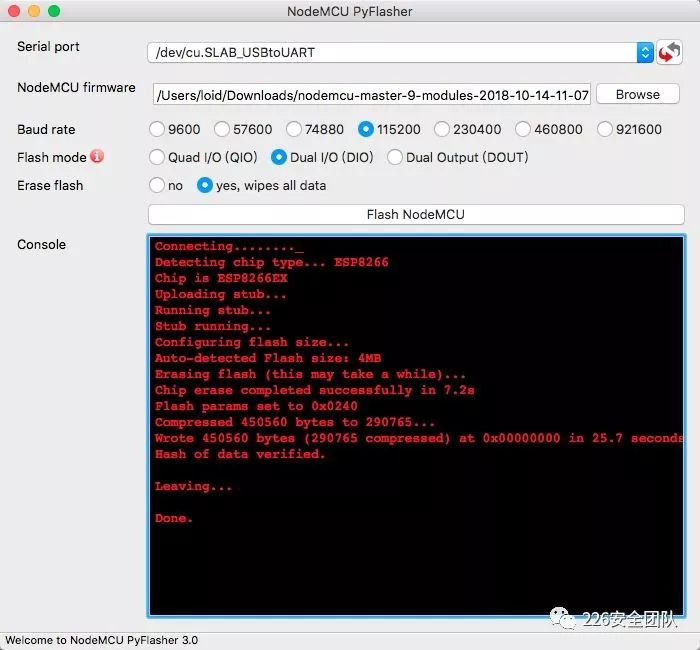 NodeMCU PyFlasher
Serial port
/dev/cu.SLAB_USBtoUART
NodeMCU firmware
/Users/loid/Downloads/nodemcu-master-9-modules-2018-10-14-11-07
Browse
Baud rate
9600 57600 74880 115200 230400 460800 921600
Flash mode
Quad I/O (QIO) Dual I/O (DIO) Dual Output (DOUT)
Erase flash
no yes, wipes all data
Flash NodeMCU
Console
Connecting........_
Detecting chip type... ESP8266
Chip is ESP8266EX
Uploading stub...
Running stub...
Stub running...
Configuring flash size...
Auto-detected Flash size: 4MB
Erasing flash (this may take a while)...
Chip erase completed successfully in 7.2s
Flash params set to 0x0240
Compressed 450560 bytes to 290765...
Wrote 450560 bytes (290765 compressed) at 0x00000000 in 25.7 seconds
Hash of data verified.
Leaving...
Done.
226安全团队
Welcome to NodeMCU PyFlasher 3.0